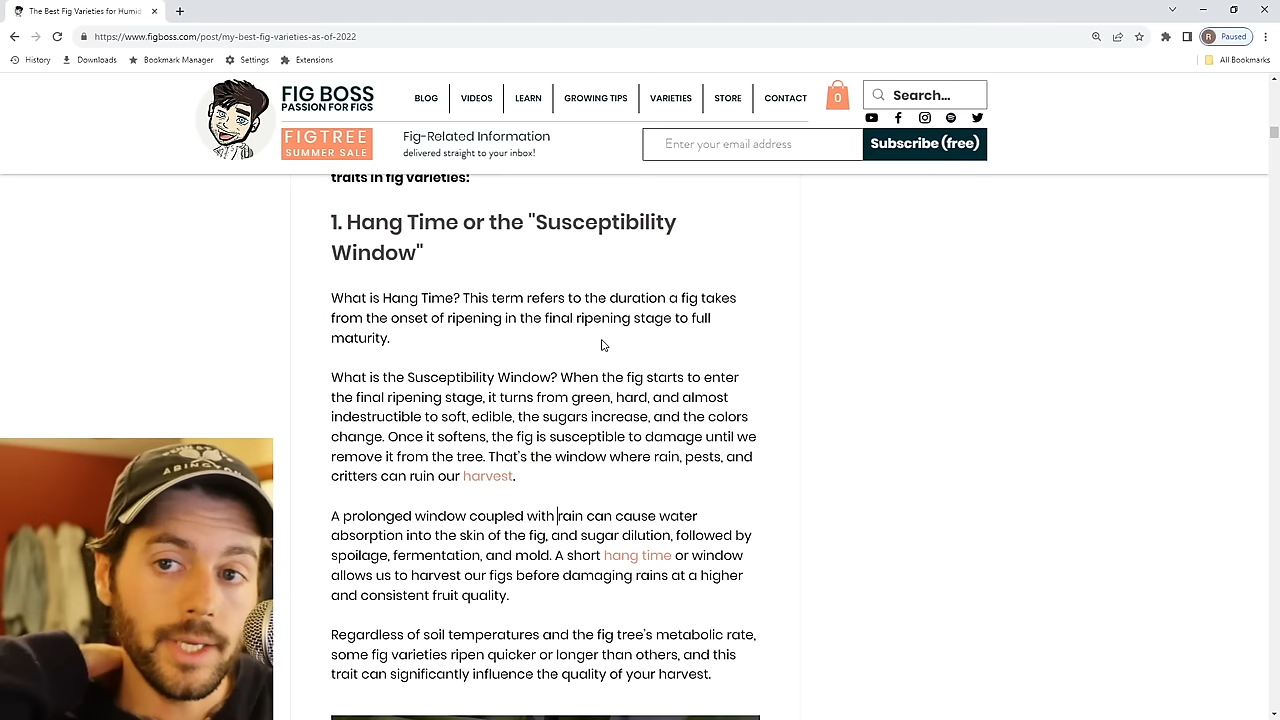 The Best Fig Varieties for Humid
https://www.figboss.com/post/my-best-fig-varieties-as-of-2022
R Paused
History Downloads Bookmark Manager Settings Extensions All Bookmarks
FIG BOSS
PASSION FOR FIGS
BLOG VIDEOS LEARN GROWING TIPS VARIETIES STORE CONTACT
0
Search...
FIGTREE
SUMMER SALE
Fig-Related Information
delivered straight to your inbox!
Enter your email address
Subscribe (free)
traits in fig varieties:
1. Hang Time or the "Susceptibility
Window"
What is Hang Time? This term refers to the duration a fig takes
from the onset of ripening in the final ripening stage to full
maturity.
What is the Susceptibility Window? When the fig starts to enter
the final ripening stage, it turns from green, hard, and almost
indestructible to soft, edible, the sugars increase, and the colors
change. Once it softens, the fig is susceptible to damage until we
remove it from the tree. That's the window where rain, pests, and
critters can ruin our harvest.
A prolonged window coupled with rain can cause water
absorption into the skin of the fig, and sugar dilution, followed by
spoilage, fermentation, and mold. A short hang time or window
allows us to harvest our figs before damaging rains at a higher
and consistent fruit quality.
Regardless of soil temperatures and the fig tree's metabolic rate,
some fig varieties ripen quicker or longer than others, and this
trait can significantly influence the quality of your harvest.